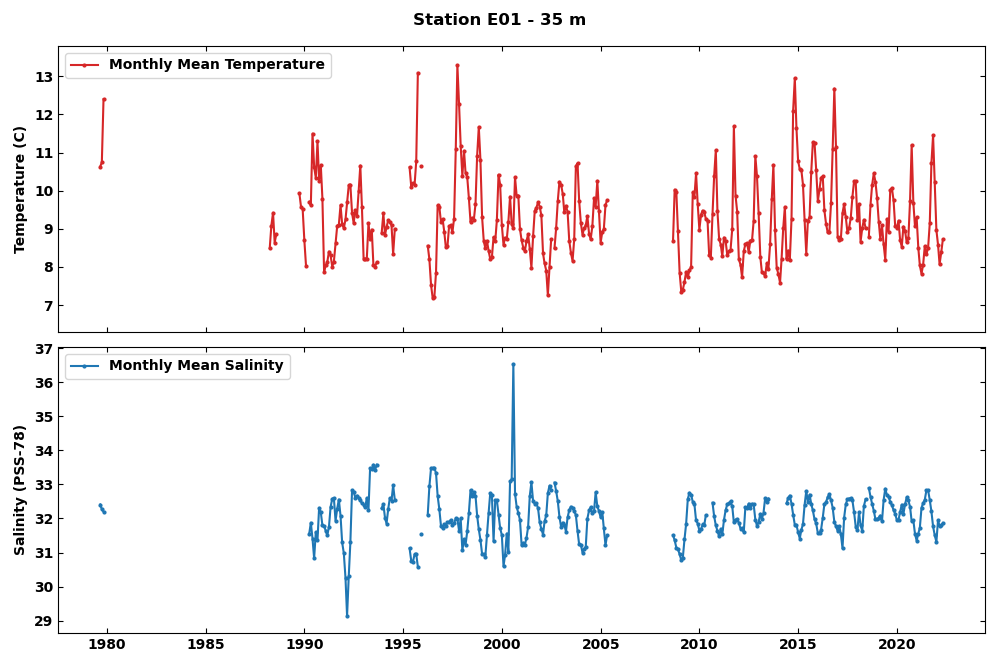 Station E01 - 35 m
Monthly Mean Temperature
Temperature (C)
13
12
11
10
9
8
7
Monthly Mean Salinity
Salinity (PSS-78)
37
36
35
34
33
32
31
30
29
1980 1985 1990 1995 2000 2005 2010 2015 2020